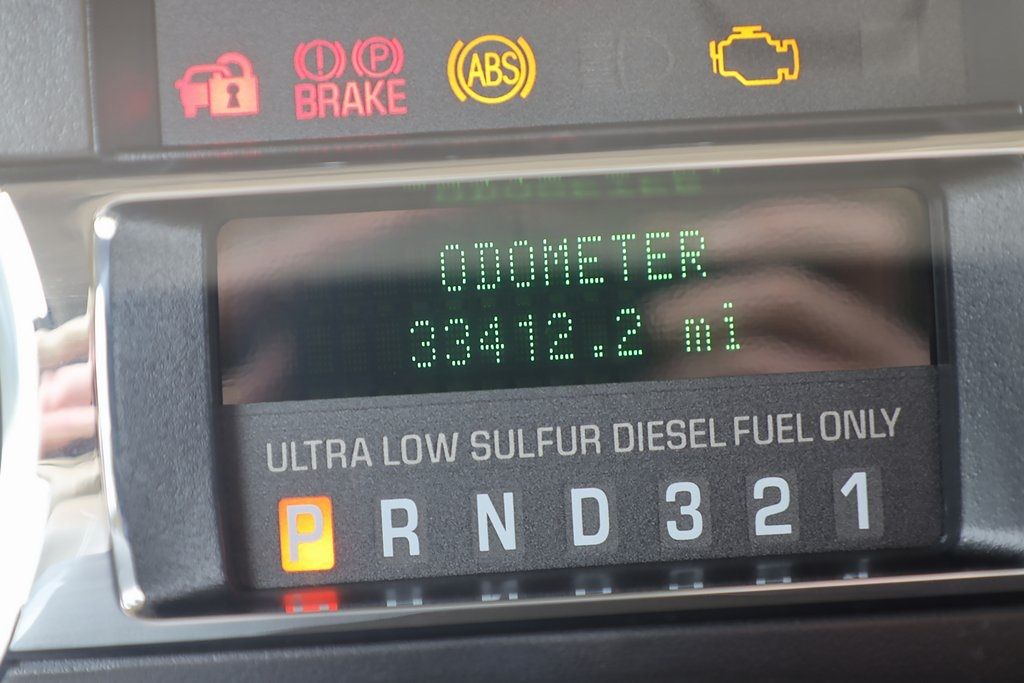 ! P
BRAKE
ABS
ODOMETER
33412.2 mi
ULTRA LOW SULFUR DIESEL FUEL ONLY
P R N D 3 2 1